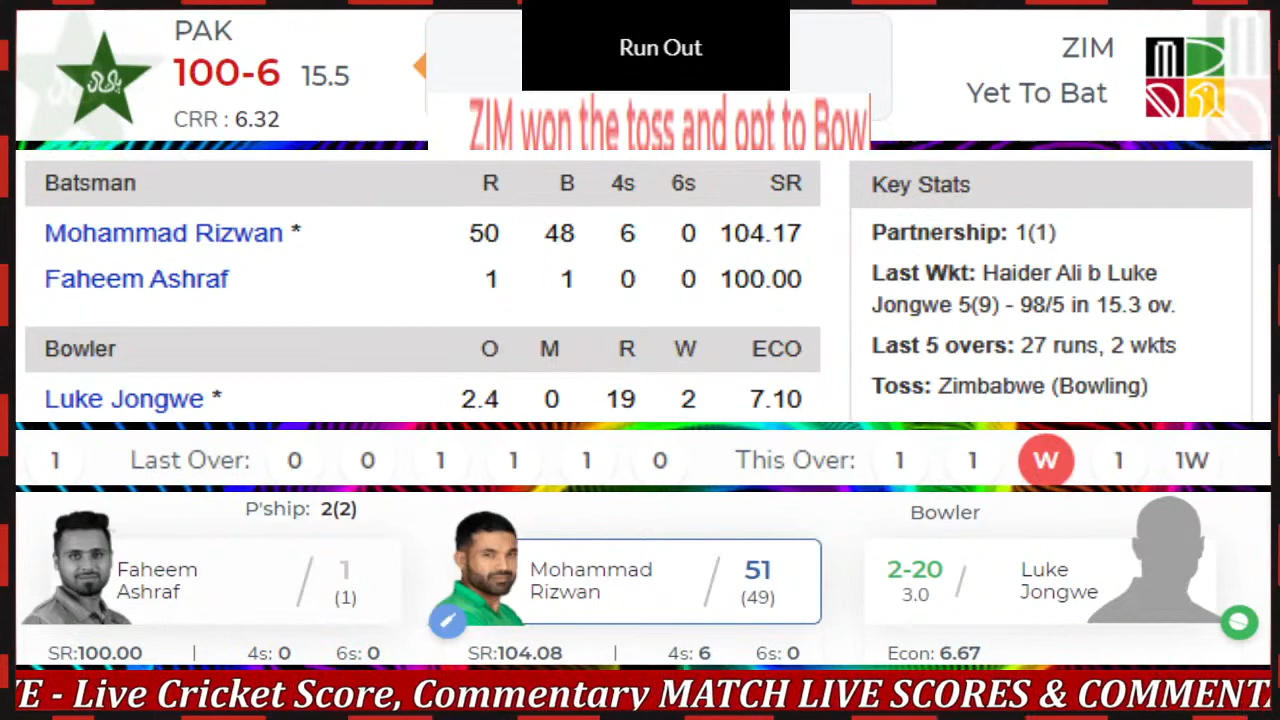 PAK
100-6 15.5
CRR : 6.32
Run Out
ZIM won the toss and opt to Bow
ZIM
Yet To Bat
Batsman R B 4s 6s SR
Mohammad Rizwan * 50 48 6 0 104.17
Faheem Ashraf 1 1 0 0 100.00
Bowler O M R W ECO
Luke Jongwe * 2.4 0 19 2 7.10
Key Stats
Partnership: 1(1)
Last Wkt: Haider Ali b Luke
Jongwe 5(9) - 98/5 in 15.3 ov.
Last 5 overs: 27 runs, 2 wkts
Toss: Zimbabwe (Bowling)
1 Last Over: 0 0 1 1 1 0 This Over: 1 1 W 1 1W
P'ship: 2(2)
Faheem
Ashraf
/ 1
(1)
SR:100.00 | 4s: 0 6s: 0
Mohammad
Rizwan
/ 51
(49)
SR:104.08 | 4s: 6 6s: 0
Bowler
2-20
3.0 /
Luke
Jongwe
Econ: 6.67
E - Live Cricket Score, Commentary MATCH LIVE SCORES & COMMENT